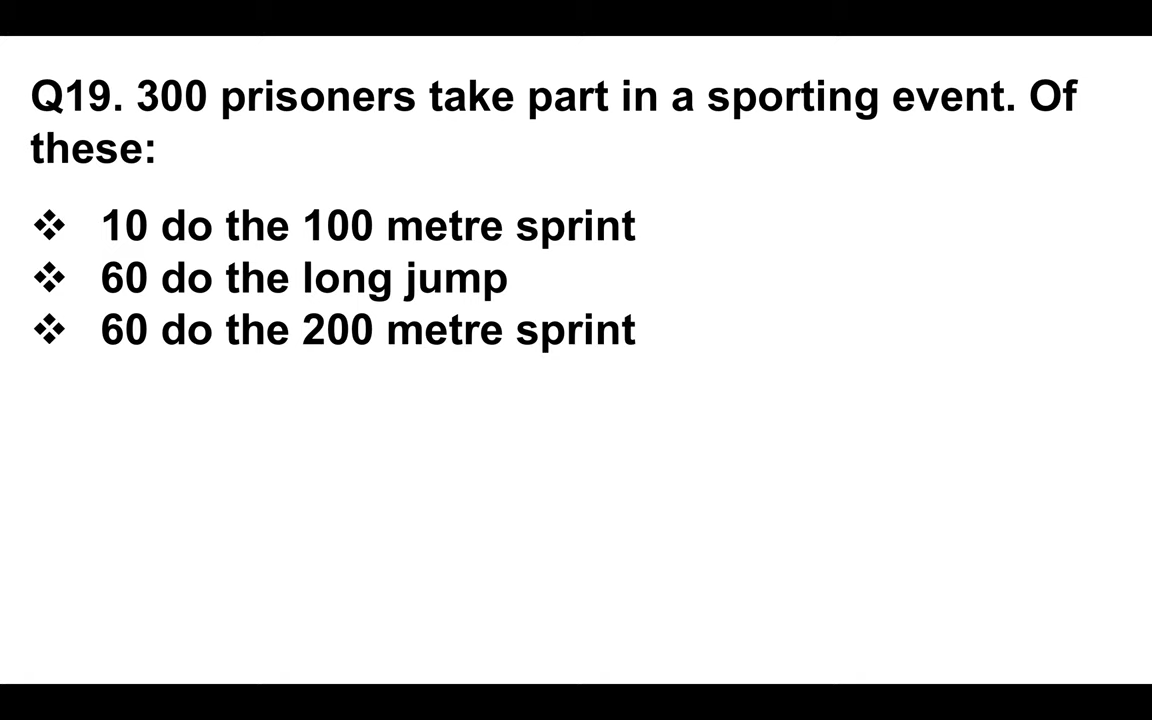 Q19. 300 prisoners take part in a sporting event. Of
these:
❖ 10 do the 100 metre sprint
❖ 60 do the long jump
❖ 60 do the 200 metre sprint